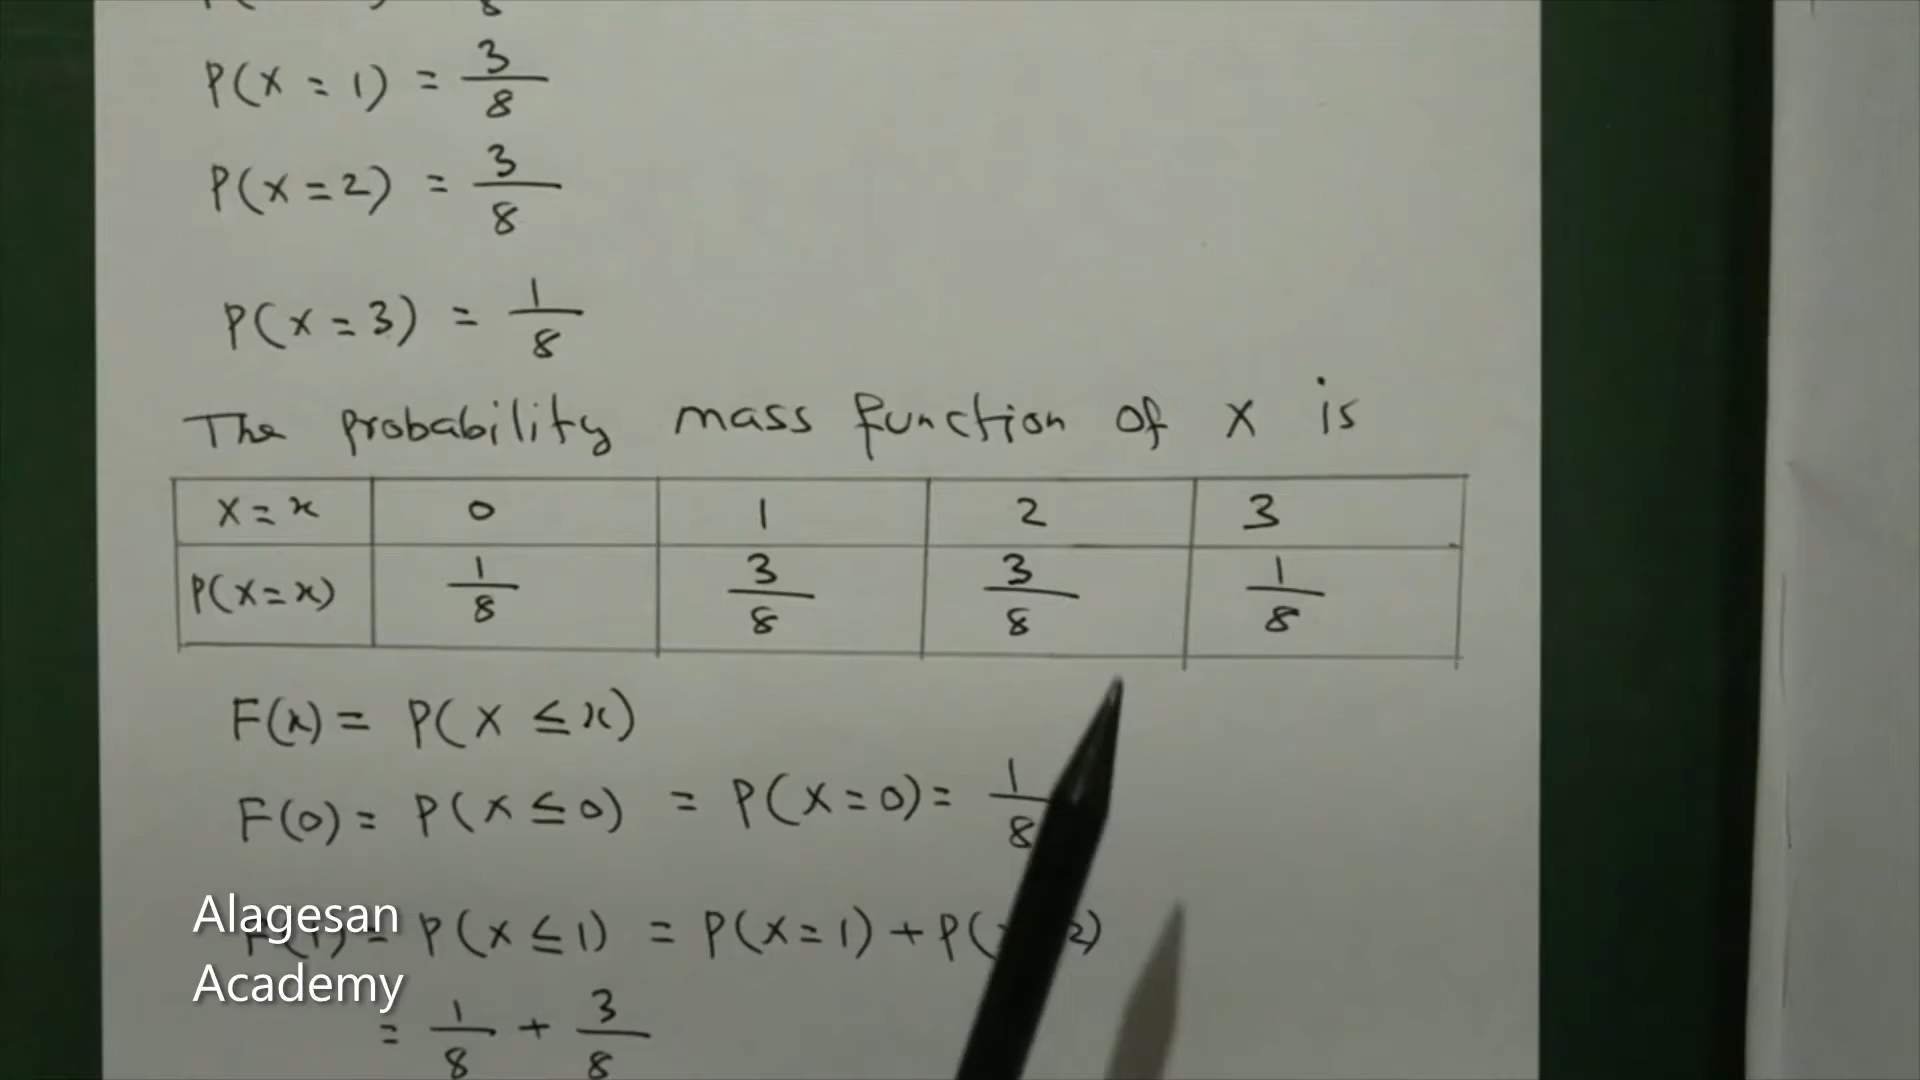 P(X = 1) = 3/8
P(X = 2) = 3/8
P(X = 3) = 1/8
The probability mass function of X is
X = x 0 1 2 3
P(X = x) 1/8 3/8 3/8 1/8
F(x) = P(X ≤ x)
F(0) = P(X ≤ 0) = P(X = 0) = 1/8
F(1) = P(X ≤ 1) = P(X = 1) + P( 2)
= 1/8 + 3/8
Alagesan
Academy